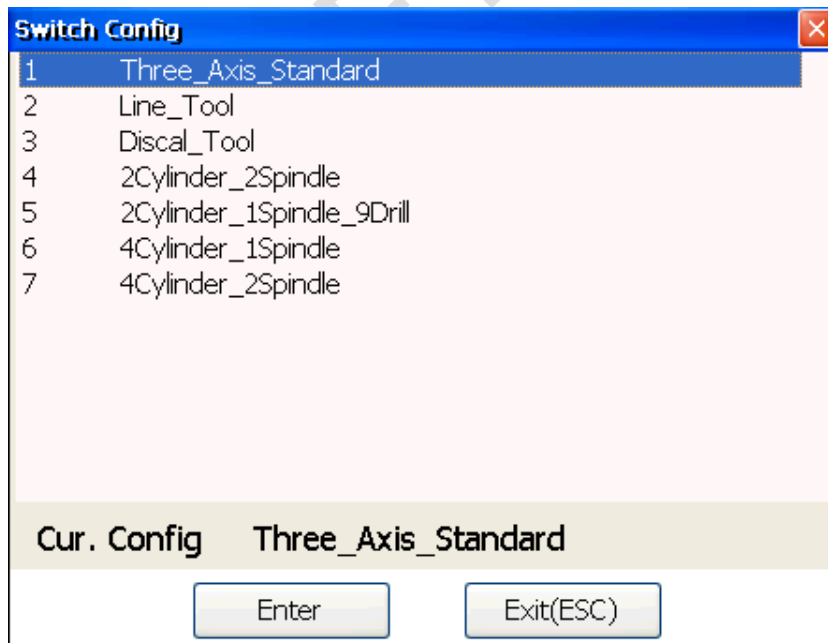 Switch Config
1 Three_Axis_Standard
2 Line_Tool
3 Discal_Tool
4 2Cylinder_2Spindle
5 2Cylinder_1Spindle_9Drill
6 4Cylinder_1Spindle
7 4Cylinder_2Spindle
Cur. Config Three_Axis_Standard
Enter Exit(ESC)